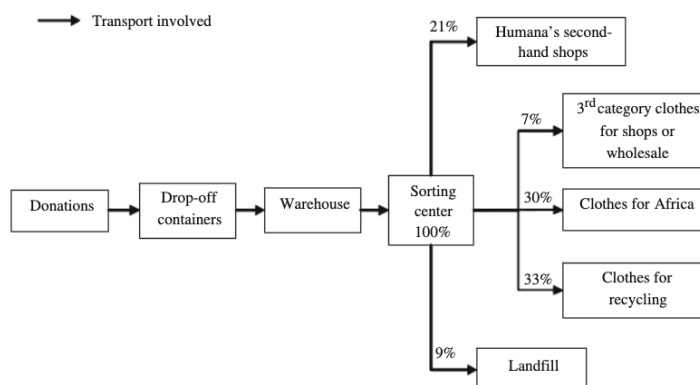 Transport involved
21%
Humana's second-
hand shops
7%
3rd category clothes
for shops or
wholesale
Donations
Drop-off
containers
Warehouse
Sorting
center
100%
30%
Clothes for Africa
33%
Clothes for
recycling
9%
Landfill